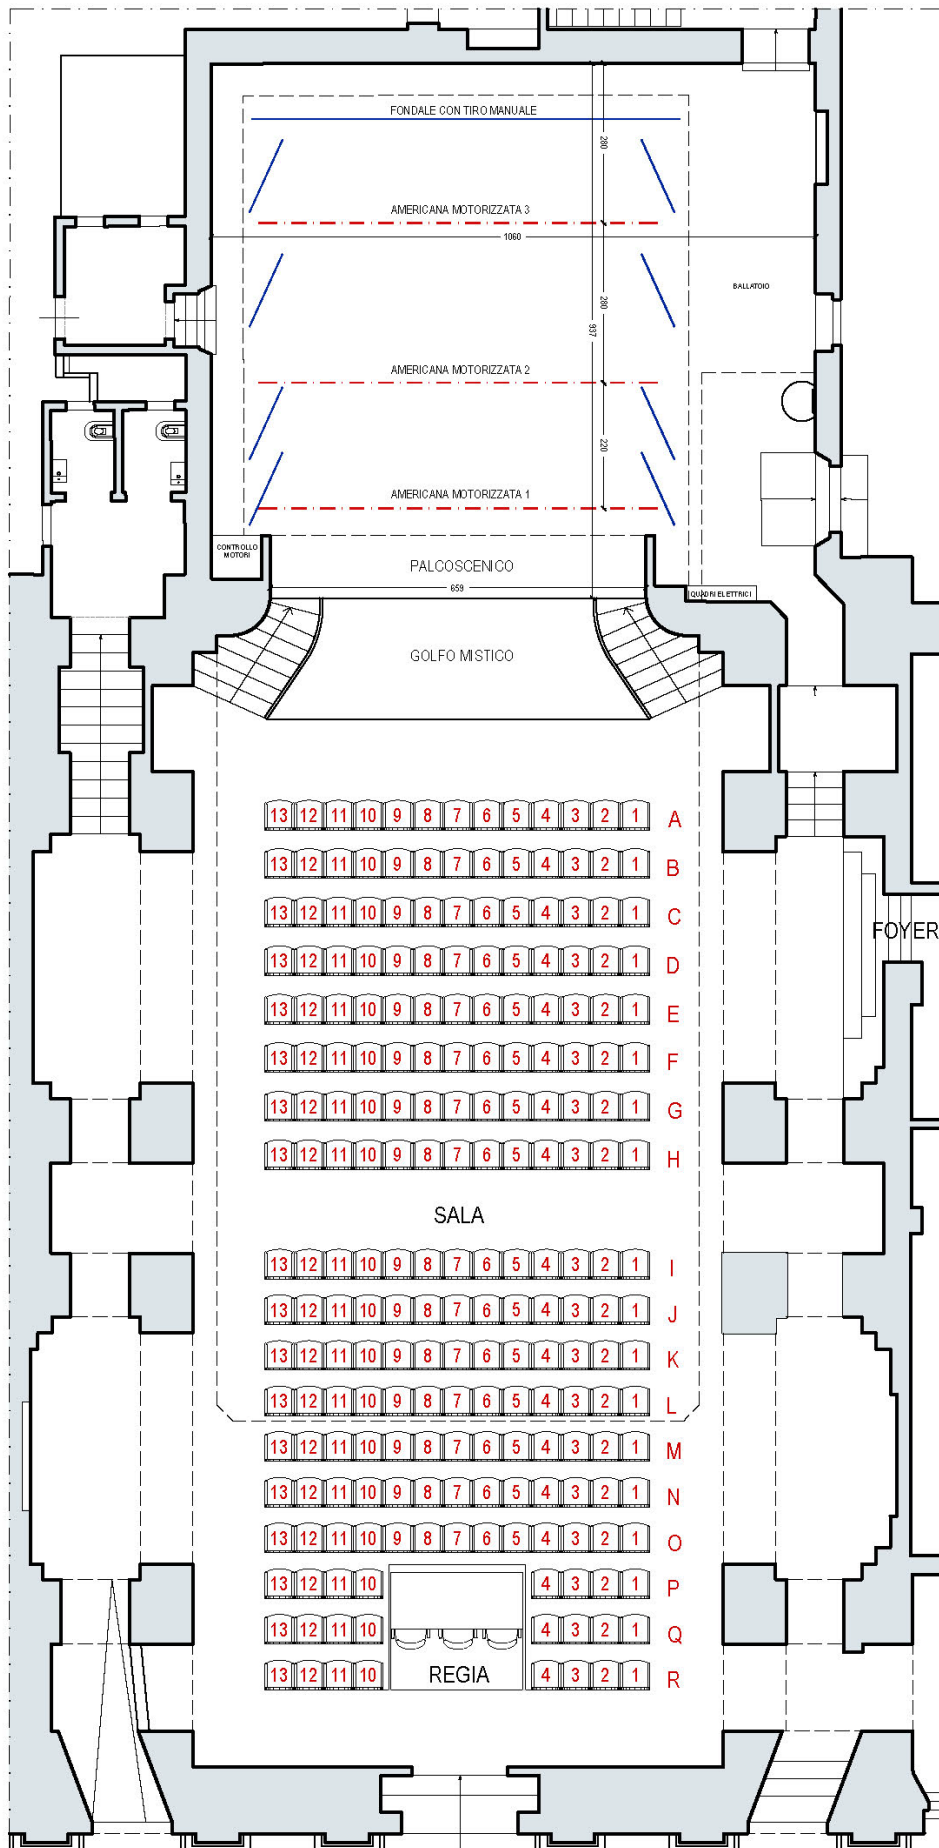 FONDALE CON TIRO MANUALE
280
AMERICANA MOTORIZZATA 3
1060
BALLATOIO
280
937
AMERICANA MOTORIZZATA 2
220
AMERICANA MOTORIZZATA 1
CONTROLLO
MOTORI
PALCOSCENICO
659
QUADRI ELETTRICI
GOLFO MISTICO
13 12 11 10 9 8 7 6 5 4 3 2 1 A
13 12 11 10 9 8 7 6 5 4 3 2 1 B
13 12 11 10 9 8 7 6 5 4 3 2 1 C
FOYER
13 12 11 10 9 8 7 6 5 4 3 2 1 D
13 12 11 10 9 8 7 6 5 4 3 2 1 E
13 12 11 10 9 8 7 6 5 4 3 2 1 F
13 12 11 10 9 8 7 6 5 4 3 2 1 G
13 12 11 10 9 8 7 6 5 4 3 2 1 H
SALA
13 12 11 10 9 8 7 6 5 4 3 2 1 I
13 12 11 10 9 8 7 6 5 4 3 2 1 J
13 12 11 10 9 8 7 6 5 4 3 2 1 K
13 12 11 10 9 8 7 6 5 4 3 2 1 L
13 12 11 10 9 8 7 6 5 4 3 2 1 M
13 12 11 10 9 8 7 6 5 4 3 2 1 N
13 12 11 10 9 8 7 6 5 4 3 2 1 O
13 12 11 10 4 3 2 1 P
13 12 11 10 4 3 2 1 Q
13 12 11 10 REGIA 4 3 2 1 R